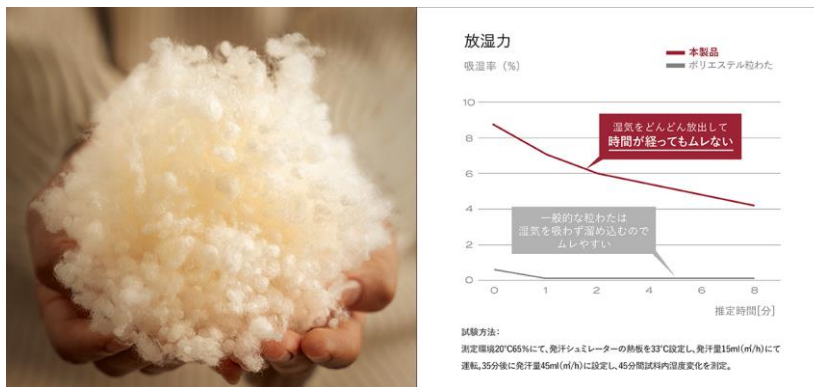 放湿力
吸湿率（%）
本製品
ポリエステル粒わた
10
8
6
4
2
0
湿気をどんどん放出して
時間が経ってもムレない
一般的な粒わたは
湿気を吸わず溜め込むので
ムレやすい
0 1 2 4 6 8
推定時間[分]
試験方法：
測定環境20℃65%にて、発汗シュミレーターの熱板を33℃設定し、発汗量15ml(㎡/h)にて
運転。35分後に発汗量45ml(㎡/h)に設定し、45分間試料内湿度変化を測定。